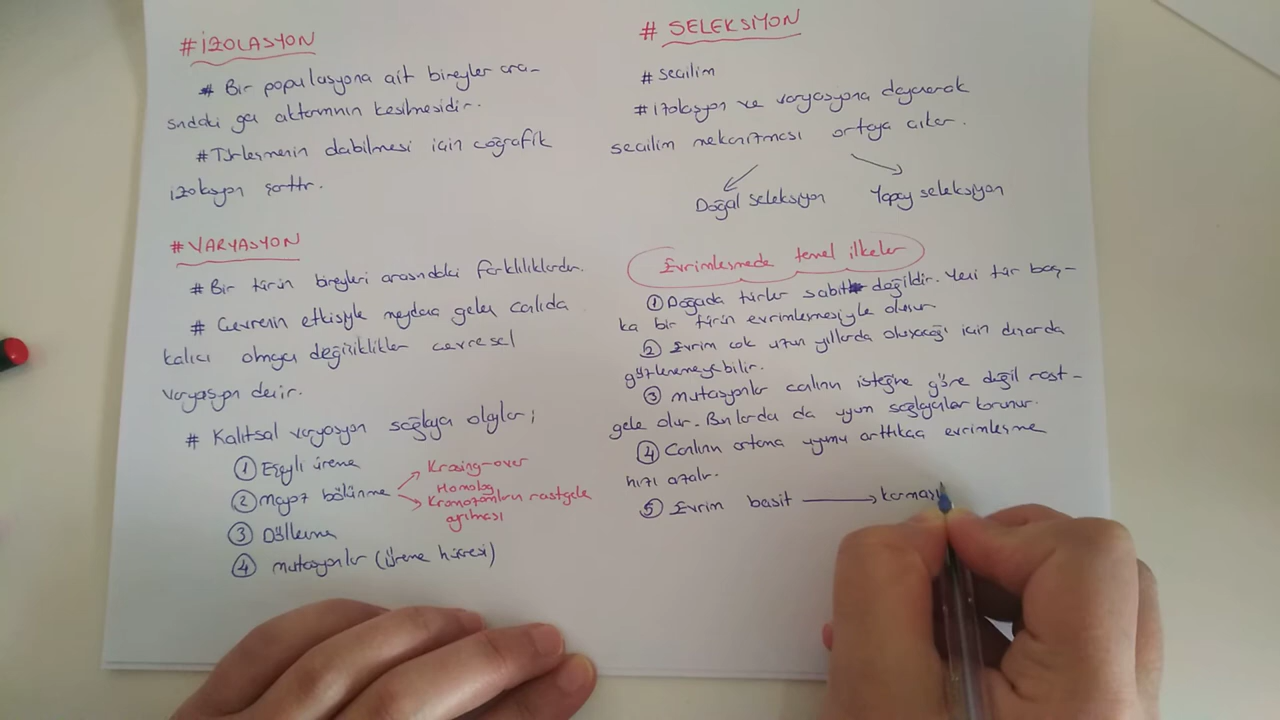 # İZOLASYON
# Bir populasyona ait bireyler ara-
sındaki gen aktarımının kesilmesidir.
# Türleşmenin olabilmesi için coğrafik
izolasyon şarttır.
# VARYASYON
# Bir türün bireyleri arasındaki farklılıklardır.
# Çevrenin etkisiyle meydana gelen canlıda
kalıcı olmayan değişiklikler çevresel
varyasyon denir.
# Kalıtsal varyasyon sağlayan olaylar;
① Eşeyli üreme
② mayoz bölünme
Krosing-over
Homolog
Kromozomların rastgele
ayrılması
③ Döllenme
④ mutasyonlar (Üreme hücresi)
# SELEKSİYON
# Seçilim
# izolasyon ve varyasyona dayanarak
seçilim mekanizması ortaya çıkar.
Doğal seleksiyon
Yapay seleksiyon
Evrimleşmede temel ilkeler
① Doğada türler sabit değildir. Yeni tür baş-
ka bir türün evrimleşmesiyle oluşur
② Evrim çok uzun yıllarda oluşacağı için dışarda
gözlenemeyebilir.
③ mutasyonlar canlının isteğine göre değil rast-
gele olur. Bunlarda da uyum sağlayanlar korunur.
④ Canlının ortama uyumu arttıkça evrimleşme
hızı azalır.
⑤ Evrim basit → karmaşı